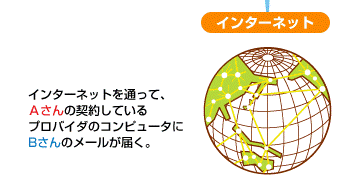 インターネット
インターネットを通って、
Aさんの契約している
プロバイダのコンピュータに
Bさんのメールが届く。